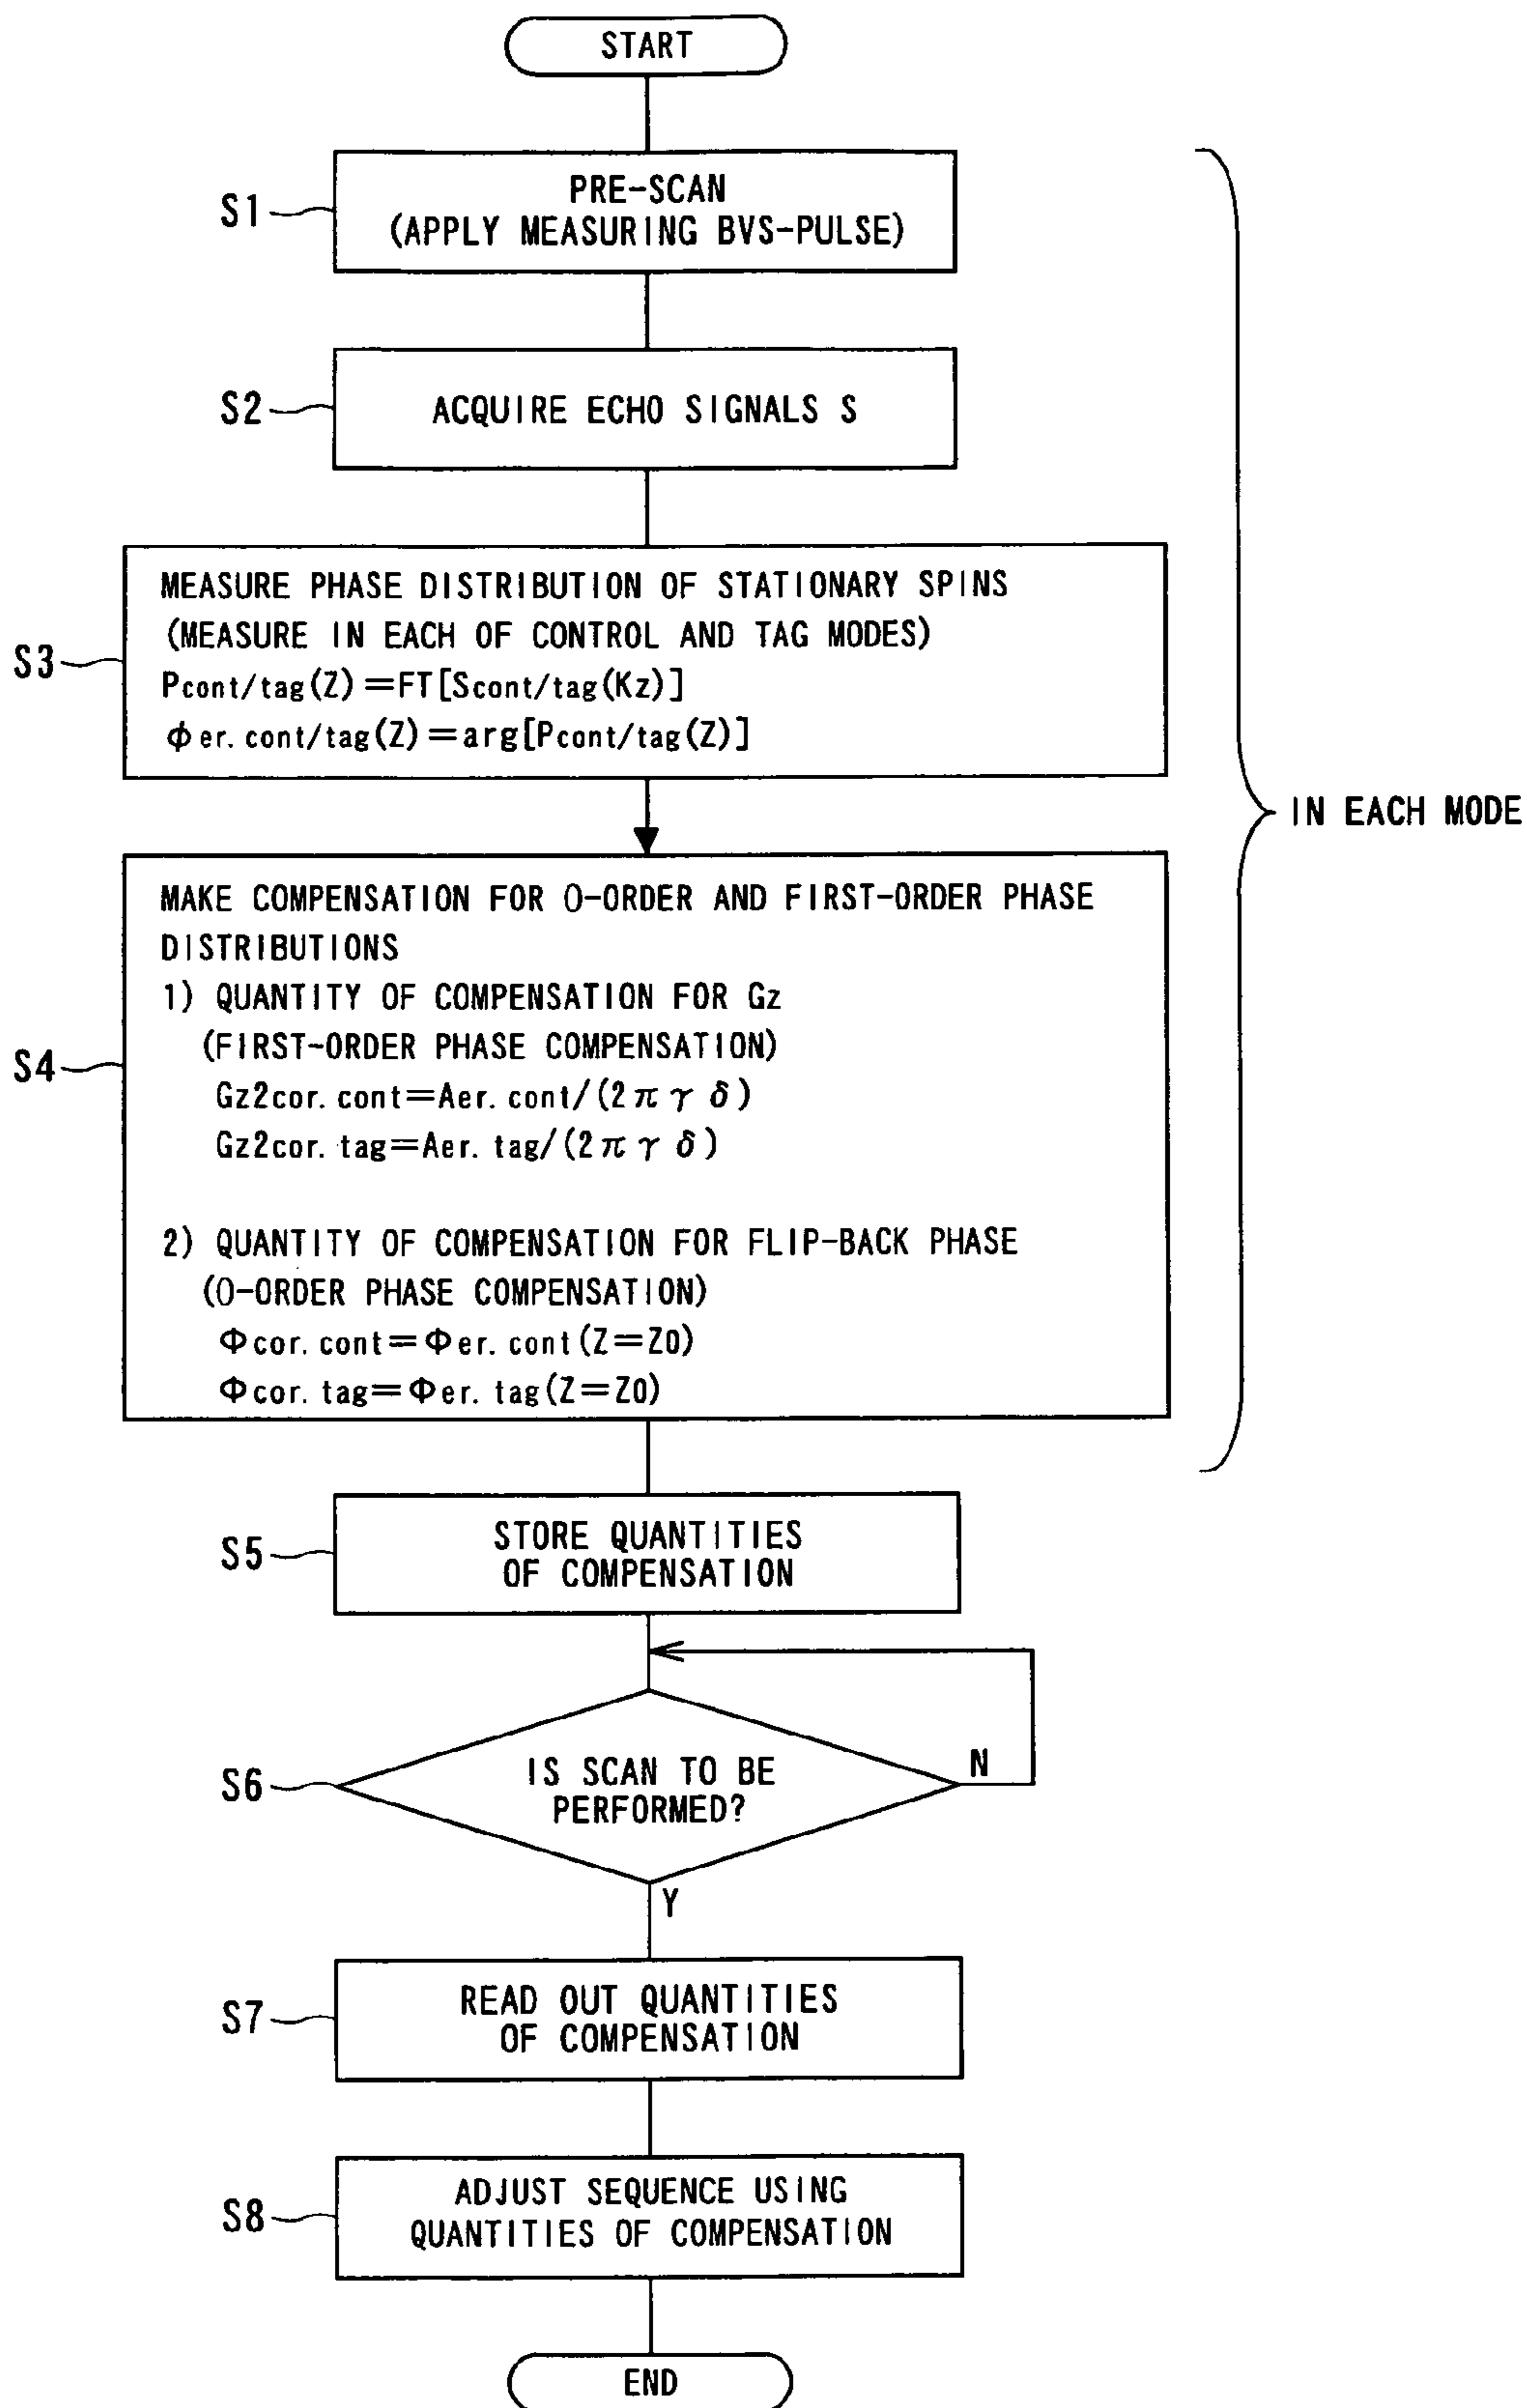 START
S1
PRE-SCAN
(APPLY MEASURING BVS-PULSE)
S2
ACQUIRE ECHO SIGNALS S
S3
MEASURE PHASE DISTRIBUTION OF STATIONARY SPINS
(MEASURE IN EACH OF CONTROL AND TAG MODES)
Pcont/tag(Z)=FT[Scont/tag(Kz)]
ϕer.cont/tag(Z)=arg[Pcont/tag(Z)]
IN EACH MODE
S4
MAKE COMPENSATION FOR 0-ORDER AND FIRST-ORDER PHASE
DISTRIBUTIONS
1) QUANTITY OF COMPENSATION FOR Gz
(FIRST-ORDER PHASE COMPENSATION)
Gz2cor.cont=Aer.cont/(2πγδ)
Gz2cor.tag=Aer.tag/(2πγδ)
2) QUANTITY OF COMPENSATION FOR FLIP-BACK PHASE
(0-ORDER PHASE COMPENSATION)
Φcor.cont=Φer.cont(Z=Z0)
Φcor.tag=Φer.tag(Z=Z0)
S5
STORE QUANTITIES
OF COMPENSATION
S6
IS SCAN TO BE
PERFORMED?
N
Y
S7
READ OUT QUANTITIES
OF COMPENSATION
S8
ADJUST SEQUENCE USING
QUANTITIES OF COMPENSATION
END